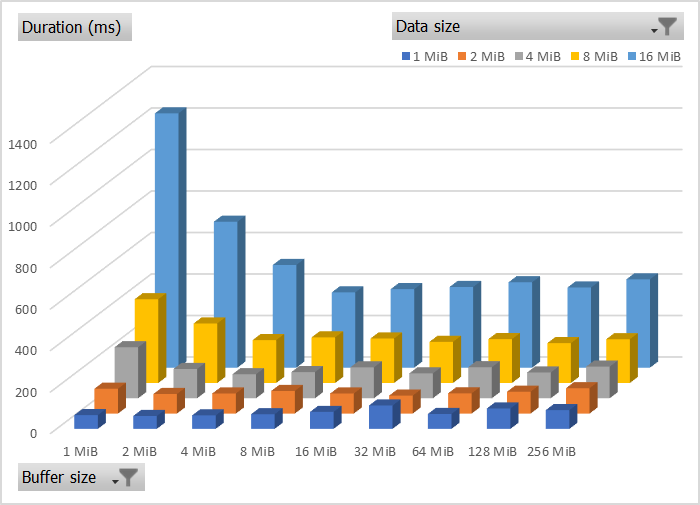 Duration (ms)
Data size
1 MiB 2 MiB 4 MiB 8 MiB 16 MiB
1400
1200
1000
800
600
400
200
0
1 MiB 2 MiB 4 MiB 8 MiB 16 MiB 32 MiB 64 MiB 128 MiB 256 MiB
Buffer size